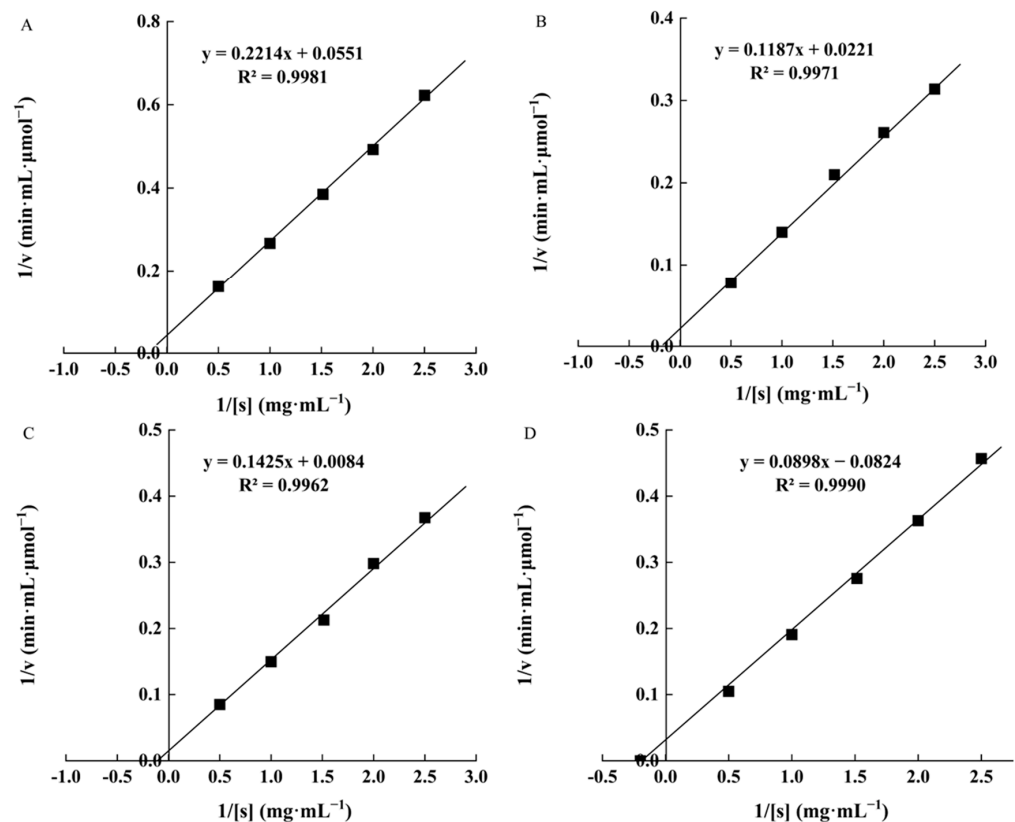 A
0.8
0.6
0.4
0.2
0.0
y = 0.2214x + 0.0551
R² = 0.9981
1/v (min·mL·μmol⁻¹)
-1.0 -0.5 0.0 0.5 1.0 1.5 2.0 2.5 3.0
1/[s] (mg·mL⁻¹)
B
0.4
0.3
0.2
0.1
0.0
y = 0.1187x + 0.0221
R² = 0.9971
1/v (min·mL·μmol⁻¹)
-1.0 -0.5 0.0 0.5 1.0 1.5 2.0 2.5 3.0
1/[s] (mg·mL⁻¹)
C
0.5
0.4
0.3
0.2
0.1
0.0
y = 0.1425x + 0.0084
R² = 0.9962
1/v (min·mL·μmol⁻¹)
-1.0 -0.5 0.0 0.5 1.0 1.5 2.0 2.5 3.0
1/[s] (mg·mL⁻¹)
D
0.5
0.4
0.3
0.2
0.1
0.0
y = 0.0898x − 0.0824
R² = 0.9990
1/v (min·mL·μmol⁻¹)
-0.5 0.0 0.5 1.0 1.5 2.0 2.5
1/[s] (mg·mL⁻¹)